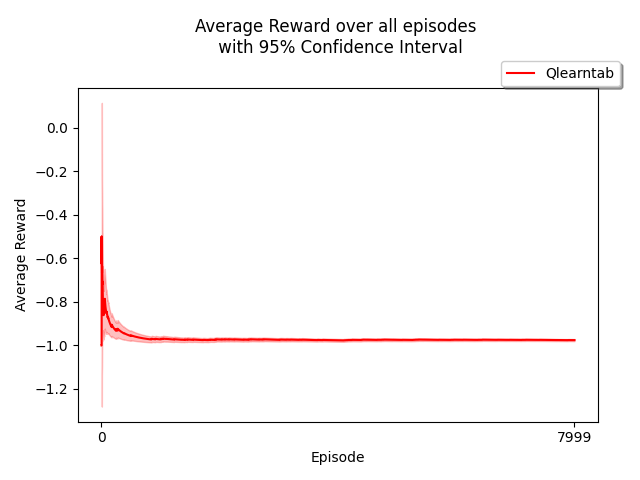 Average Reward over all episodes
with 95% Confidence Interval
Qlearntab
0.0
−0.2
−0.4
−0.6
−0.8
−1.0
−1.2
Average Reward
0
7999
Episode